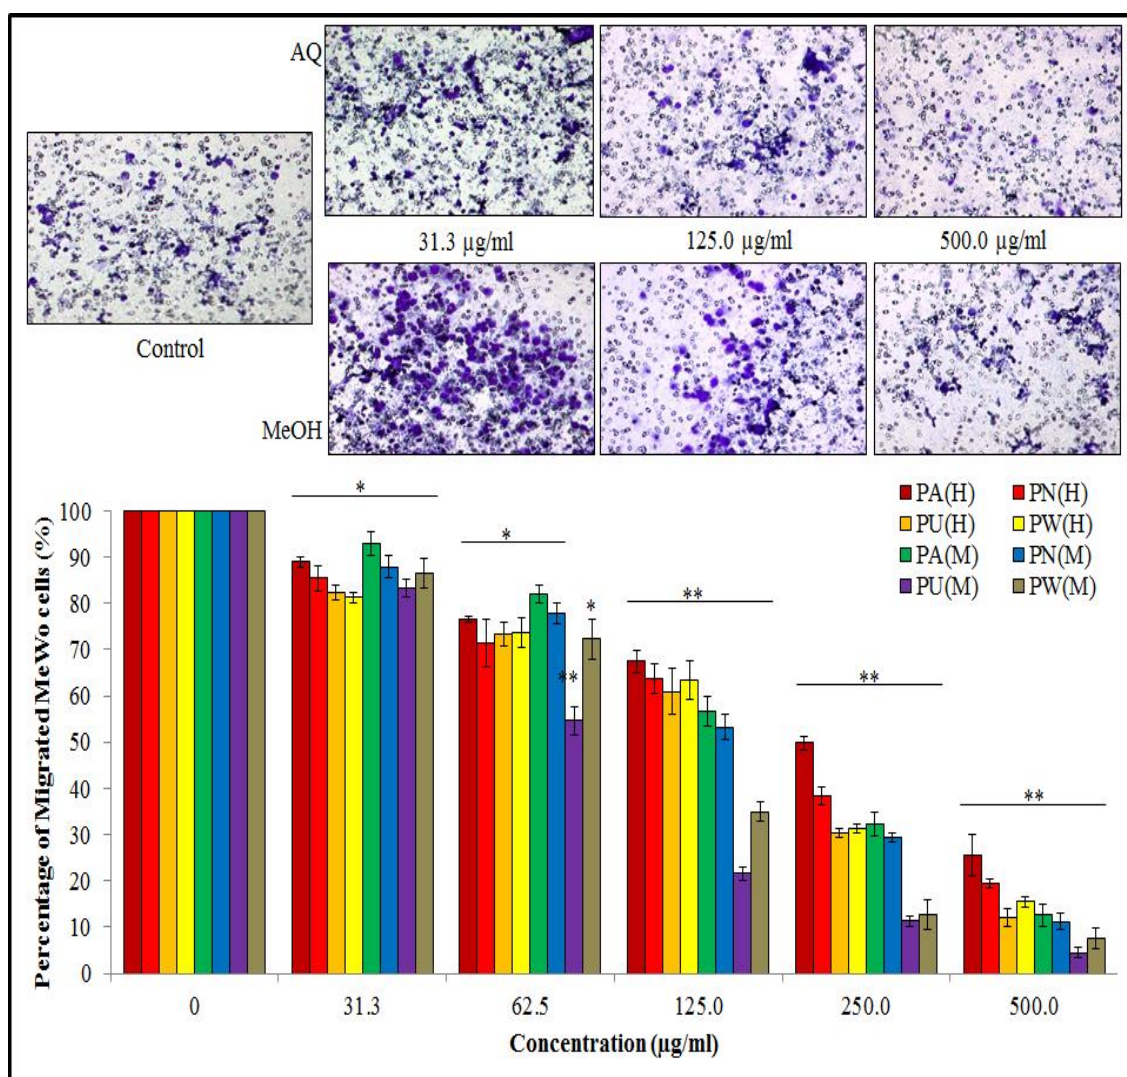 AQ
31.3 µg/ml 125.0 µg/ml 500.0 µg/ml
Control
MeOH
PA(H) PN(H)
PU(H) PW(H)
PA(M) PN(M)
PU(M) PW(M)
* * ** ** **
** *
Percentage of Migrated MeWo cells (%)
100
90
80
70
60
50
40
30
20
10
0
0 31.3 62.5 125.0 250.0 500.0
Concentration (µg/ml)